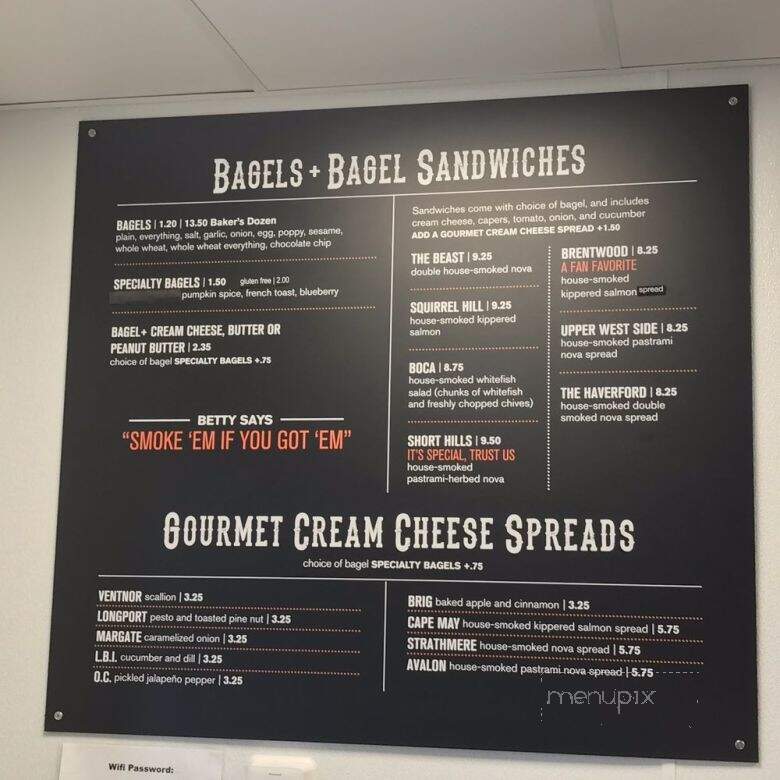 BAGELS + BAGEL SANDWICHES
BAGELS | 1.20 | 13.50 Baker's Dozen
plain, everything, salt, garlic, onion, egg, poppy, sesame,
whole wheat, whole wheat everything, chocolate chip
SPECIALTY BAGELS | 1.50 gluten free | 2.00
pumpkin spice, french toast, blueberry
BAGEL+ CREAM CHEESE, BUTTER OR
PEANUT BUTTER | 2.35
choice of bagel SPECIALTY BAGELS +.75
BETTY SAYS
"SMOKE 'EM IF YOU GOT 'EM"
Sandwiches come with choice of bagel, and includes
cream cheese, capers, tomato, onion, and cucumber
ADD A GOURMET CREAM CHEESE SPREAD +1.50
THE BEAST | 9.25
double house-smoked nova
SQUIRREL HILL | 9.25
house-smoked kippered
salmon
BOCA | 8.75
house-smoked whitefish
salad (chunks of whitefish
and freshly chopped chives)
SHORT HILLS | 9.50
IT'S SPECIAL, TRUST US
house-smoked
pastrami-herbed nova
BRENTWOOD | 8.25
A FAN FAVORITE
house-smoked
kippered salmon spread
UPPER WEST SIDE | 8.25
house-smoked pastrami
nova spread
THE HAVERFORD | 8.25
house-smoked double
smoked nova spread
GOURMET CREAM CHEESE SPREADS
choice of bagel SPECIALTY BAGELS +.75
VENTNOR scallion | 3.25
LONGPORT pesto and toasted pine nut | 3.25
MARGATE caramelized onion | 3.25
L.B.I. cucumber and dill | 3.25
O.C. pickled jalapeño pepper | 3.25
BRIG baked apple and cinnamon | 3.25
CAPE MAY house-smoked kippered salmon spread | 5.75
STRATHMERE house-smoked nova spread | 5.75
AVALON house-smoked pastrami nova spread | 5.75
menupix
Wifi Password: